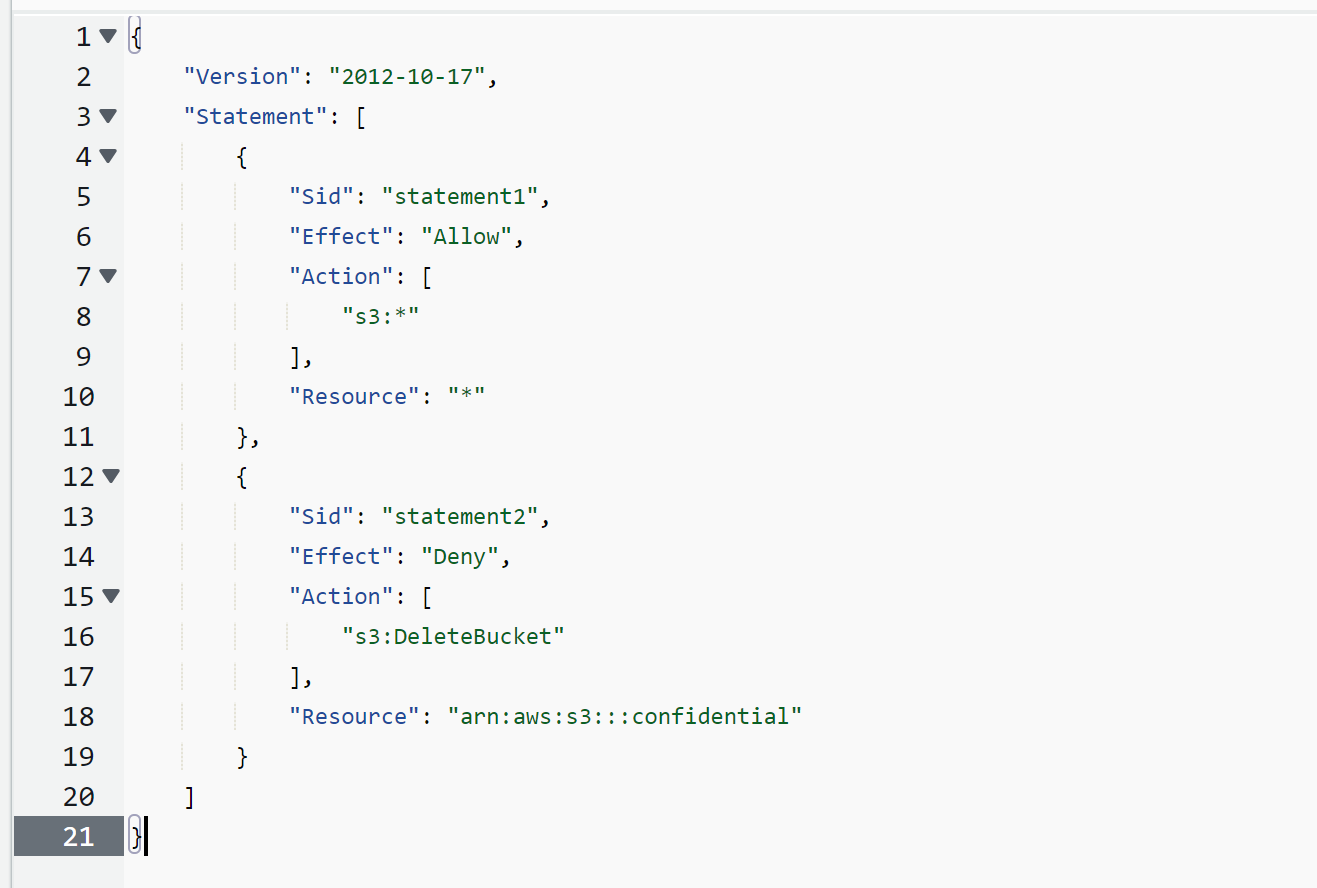 1 {
2     "Version": "2012-10-17",
3     "Statement": [
4         {
5             "Sid": "statement1",
6             "Effect": "Allow",
7             "Action": [
8                 "s3:*"
9             ],
10             "Resource": "*"
11         },
12         {
13             "Sid": "statement2",
14             "Effect": "Deny",
15             "Action": [
16                 "s3:DeleteBucket"
17             ],
18             "Resource": "arn:aws:s3:::confidential"
19         }
20     ]
21 }